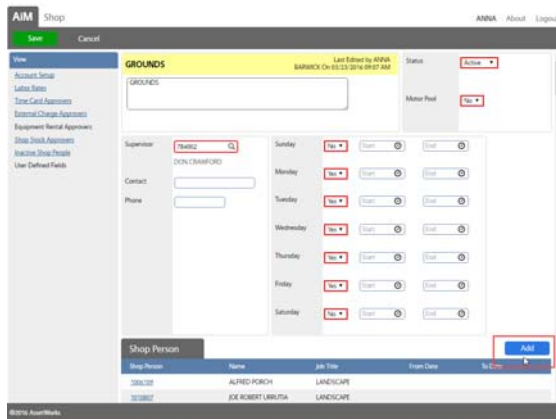 AiM Shop
ANNA About Logout
Save Cancel
View
Account Setup
Labor Rates
Time Card Approvers
External Charge Approvers
Equipment Rental Approvers
Shop Stock Approvers
Inactive Shop People
User Defined Fields
GROUNDS
Last Edited by ANNA
BARWICK On 03/23/2016 09:07 AM
GROUNDS
Status Active
Motor Pool No
Supervisor 784902
DON CRAWFORD
Contact
Phone
Sunday No Start End
Monday Yes Start End
Tuesday Yes Start End
Wednesday Yes Start End
Thursday Yes Start End
Friday Yes Start End
Saturday No Start End
Shop Person
Add
Shop Person Name Job Title From Date To Date
1006109 ALFRED PORCH LANDSCAPE
1010807 JOE ROBERT URRUTIA LANDSCAPE
©2016 AssetWorks